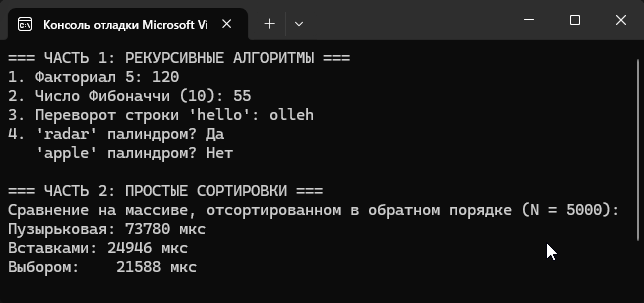 Консоль отладки Microsoft Vi
=== ЧАСТЬ 1: РЕКУРСИВНЫЕ АЛГОРИТМЫ ===
1. Факториал 5: 120
2. Число Фибоначчи (10): 55
3. Переворот строки 'hello': olleh
4. 'radar' палиндром? Да
   'apple' палиндром? Нет

=== ЧАСТЬ 2: ПРОСТЫЕ СОРТИРОВКИ ===
Сравнение на массиве, отсортированном в обратном порядке (N = 5000):
Пузырьковая: 73780 мкс
Вставками: 24946 мкс
Выбором:    21588 мкс